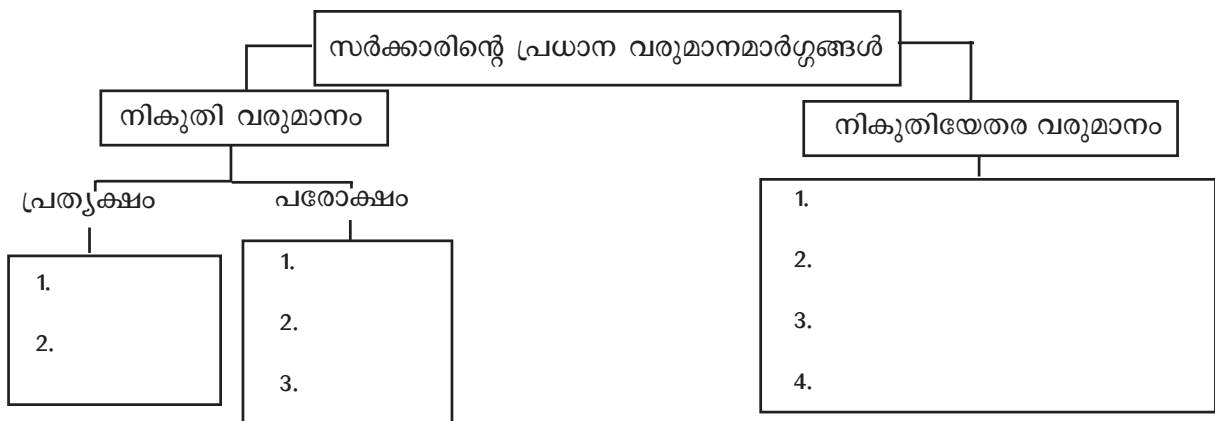 സർക്കാരിന്റെ പ്രധാന വരുമാനമാർഗ്ഗങ്ങൾ
നികുതി വരുമാനം
നികുതിയേതര വരുമാനം
പ്രത്യക്ഷം
പരോക്ഷം
1.
2.
1.
2.
3.
1.
2.
3.
4.